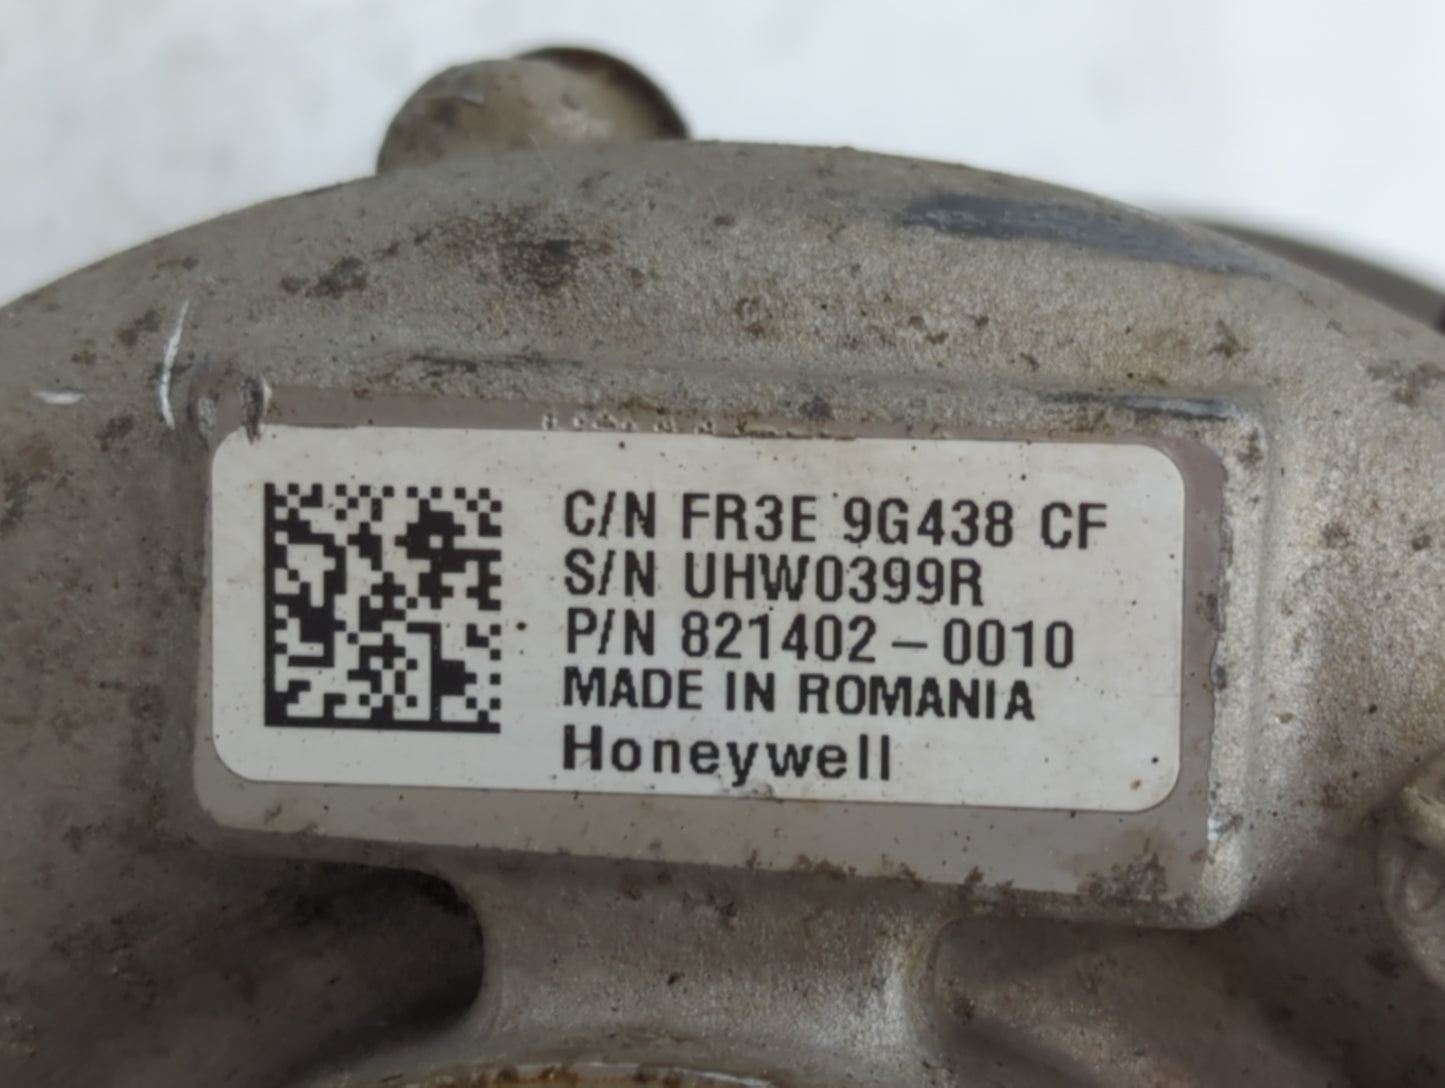 C/N FR3E 9G438 CF
S/N UHW0399R
P/N 821402-0010
MADE IN ROMANIA
Honeywell